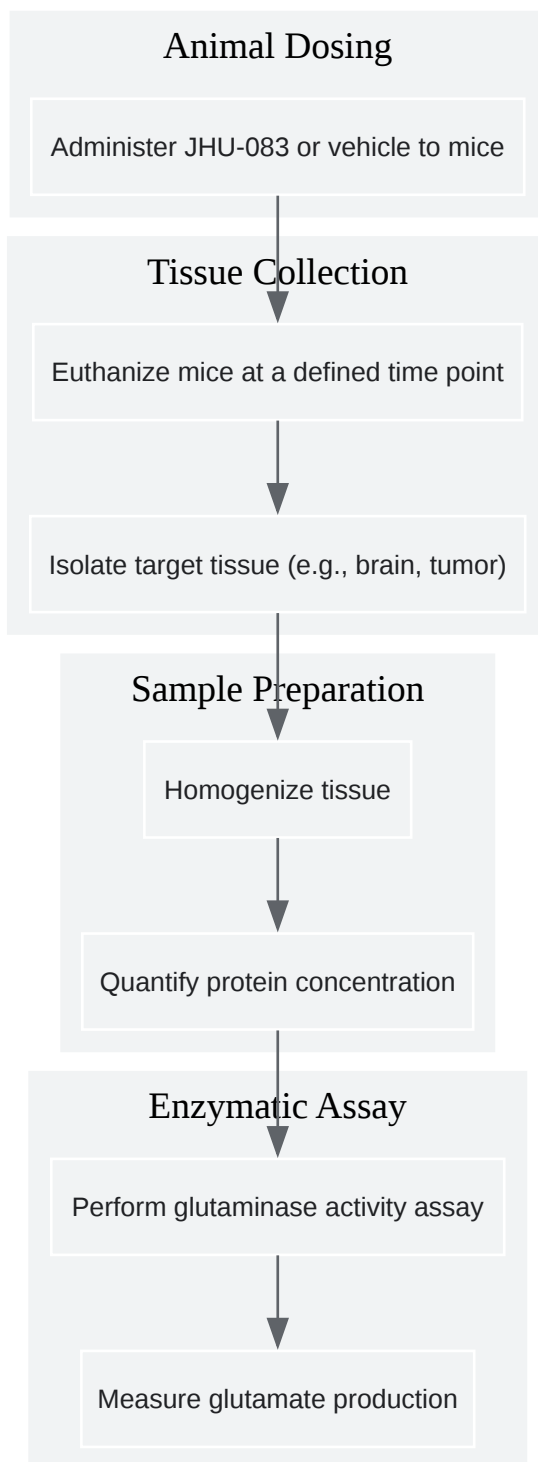 Animal Dosing
Administer JHU-083 or vehicle to mice
Tissue Collection
Euthanize mice at a defined time point
Isolate target tissue (e.g., brain, tumor)
Sample Preparation
Homogenize tissue
Quantify protein concentration
Enzymatic Assay
Perform glutaminase activity assay
Measure glutamate production